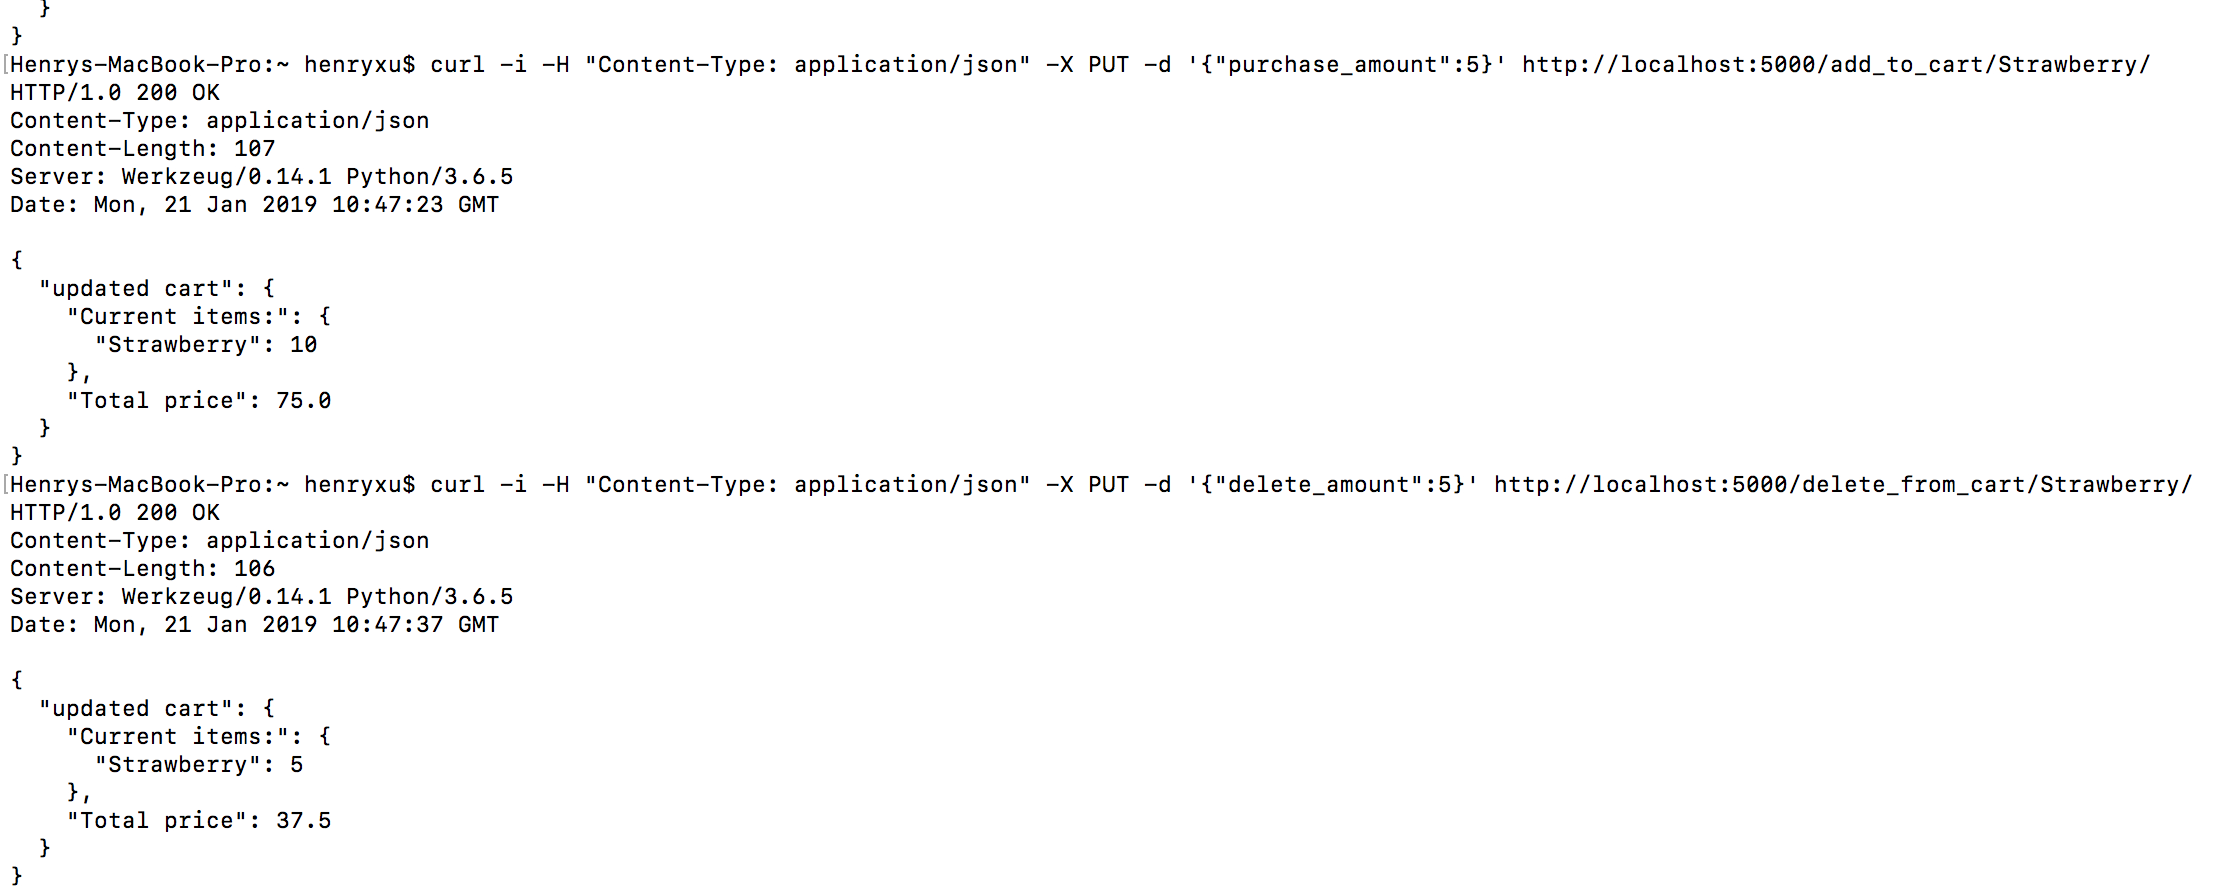 }
}
[Henrys-MacBook-Pro:~ henryxu$ curl -i -H "Content-Type: application/json" -X PUT -d '{"purchase_amount":5}' http://localhost:5000/add_to_cart/Strawberry/
HTTP/1.0 200 OK
Content-Type: application/json
Content-Length: 107
Server: Werkzeug/0.14.1 Python/3.6.5
Date: Mon, 21 Jan 2019 10:47:23 GMT

{
  "updated cart": {
    "Current items:": {
      "Strawberry": 10
    },
    "Total price": 75.0
  }
}
[Henrys-MacBook-Pro:~ henryxu$ curl -i -H "Content-Type: application/json" -X PUT -d '{"delete_amount":5}' http://localhost:5000/delete_from_cart/Strawberry/
HTTP/1.0 200 OK
Content-Type: application/json
Content-Length: 106
Server: Werkzeug/0.14.1 Python/3.6.5
Date: Mon, 21 Jan 2019 10:47:37 GMT

{
  "updated cart": {
    "Current items:": {
      "Strawberry": 5
    },
    "Total price": 37.5
  }
}